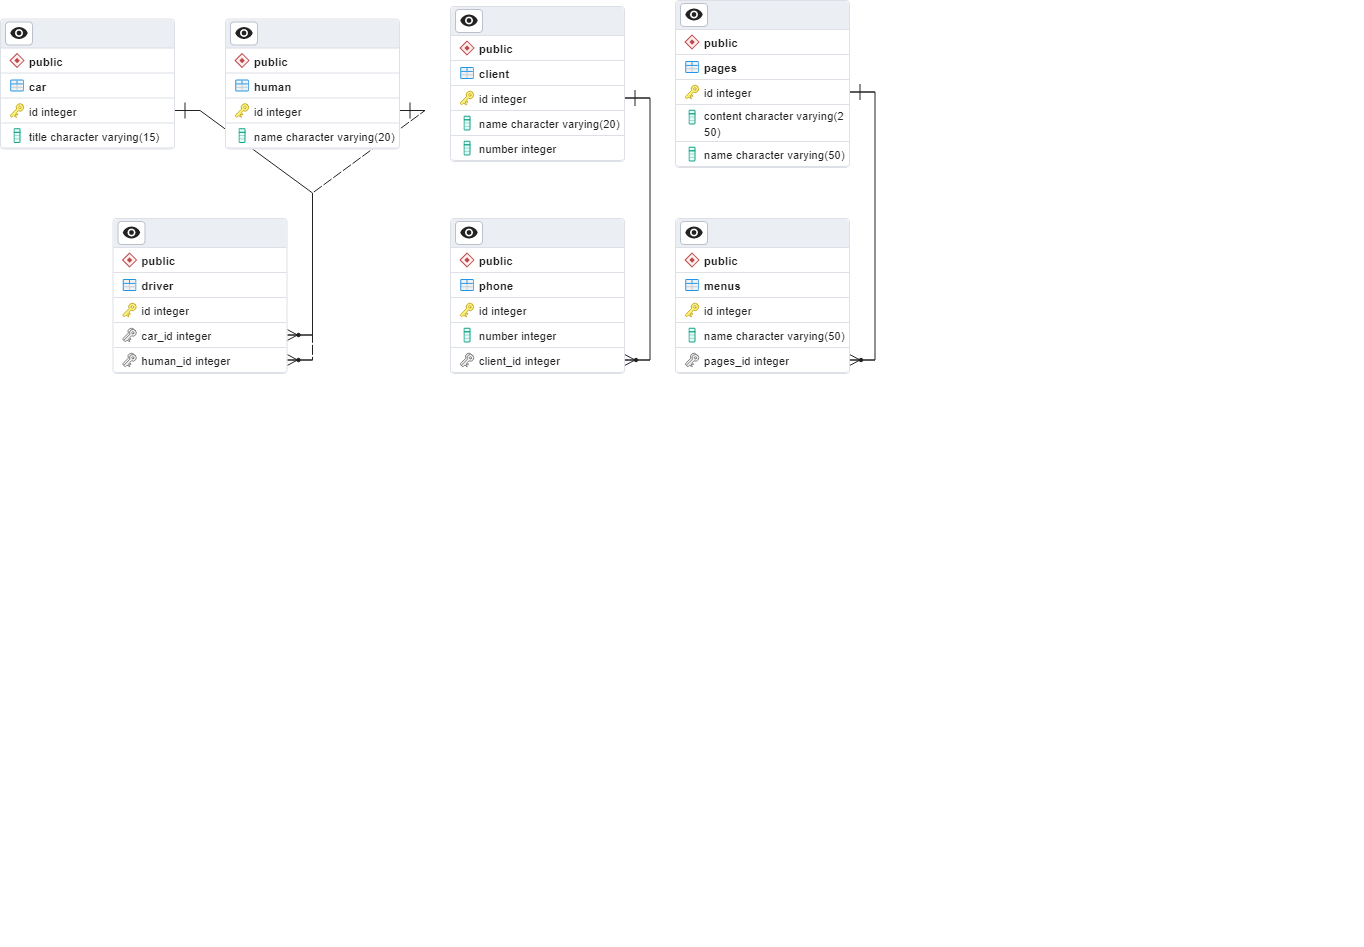 public
car
id integer
title character varying(15)
public
human
id integer
name character varying(20)
public
client
id integer
name character varying(20)
number integer
public
pages
id integer
content character varying(2
50)
name character varying(50)
public
driver
id integer
car_id integer
human_id integer
public
phone
id integer
number integer
client_id integer
public
menus
id integer
name character varying(50)
pages_id integer